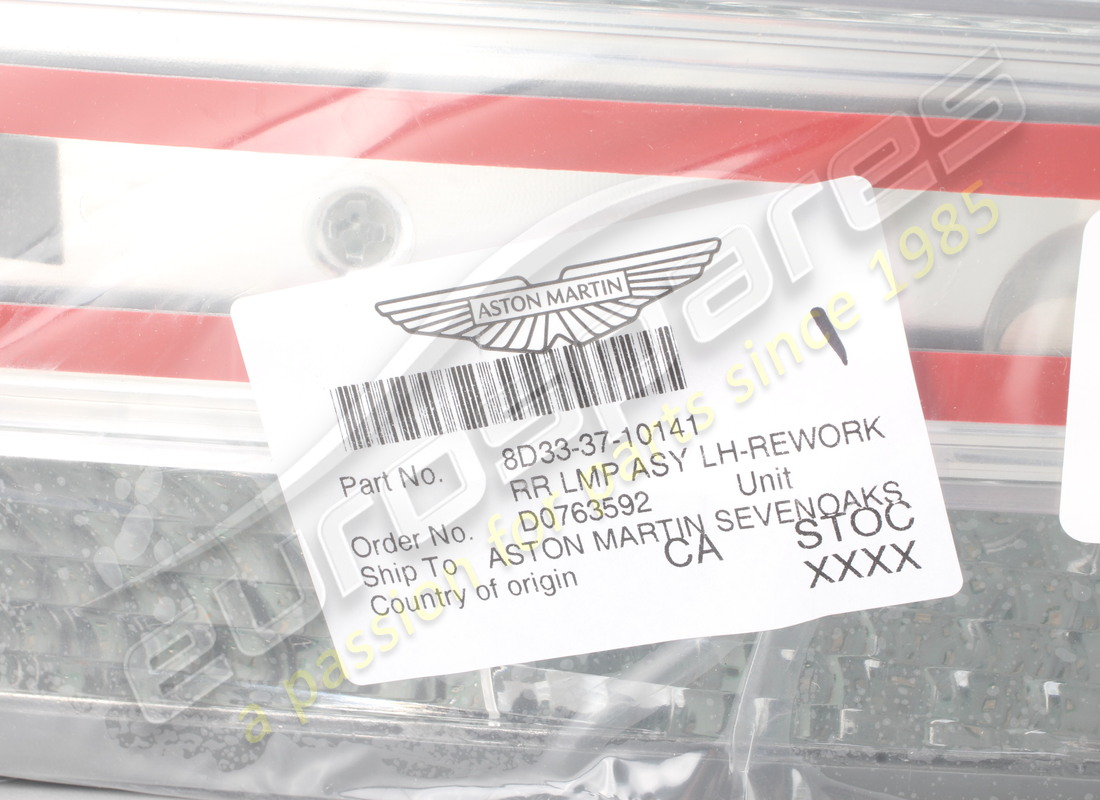 ASTON MARTIN
Part No. 8D33-37-10141
RR LMP ASY LH-REWORK
Order No. D0763592 Unit
Ship To ASTON MARTIN SEVENOAKS
Country of origin CA STOC
XXXX
eurospares
a passion for parts since 1985